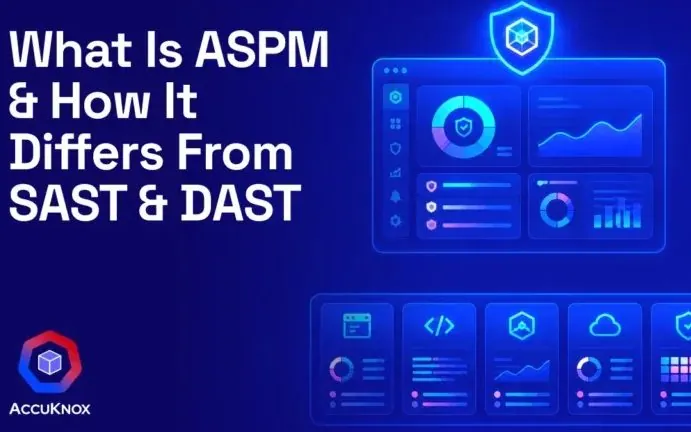 What Is ASPM
& How It
Differs From
SAST & DAST
</>
ACCUKNOX